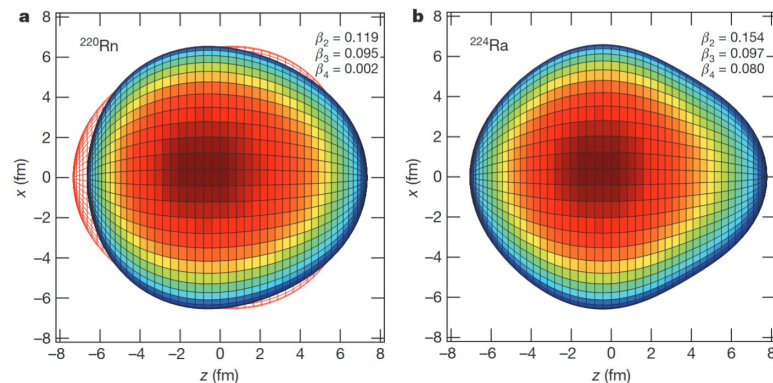 a
²²⁰Rn
β₂ = 0.119
β₃ = 0.095
β₄ = 0.002
8
6
4
2
0
−2
−4
−6
−8
x (fm)
−8 −6 −4 −2 0 2 4 6 8
z (fm)
b
²²⁴Ra
β₂ = 0.154
β₃ = 0.097
β₄ = 0.080
8
6
4
2
0
−2
−4
−6
−8
x (fm)
−8 −6 −4 −2 0 2 4 6 8
z (fm)